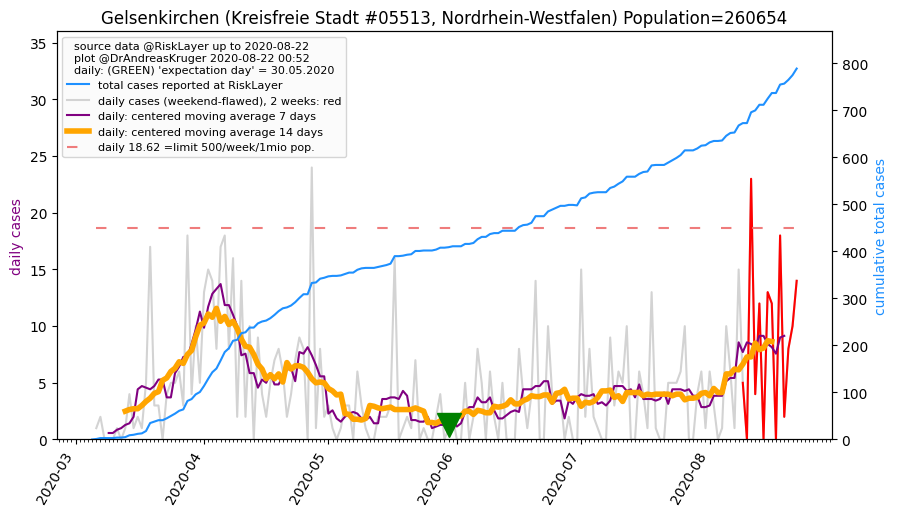 Gelsenkirchen (Kreisfreie Stadt #05513, Nordrhein-Westfalen) Population=260654
source data @RiskLayer up to 2020-08-22
plot @DrAndreasKruger 2020-08-22 00:52
daily: (GREEN) 'expectation day' = 30.05.2020
total cases reported at RiskLayer
daily cases (weekend-flawed), 2 weeks: red
daily: centered moving average 7 days
daily: centered moving average 14 days
daily 18.62 =limit 500/week/1mio pop.
daily cases
35
30
25
20
15
10
5
0
cumulative total cases
800
700
600
500
400
300
200
100
0
2020-03
2020-04
2020-05
2020-06
2020-07
2020-08